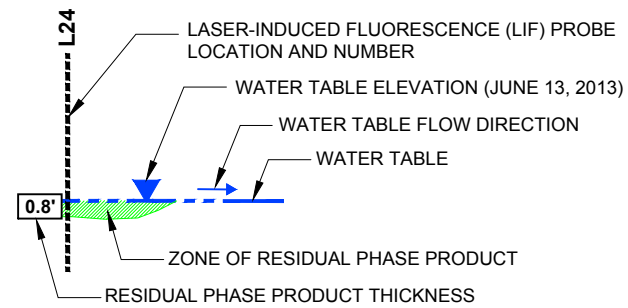 L24
LASER-INDUCED FLUORESCENCE (LIF) PROBE
LOCATION AND NUMBER
WATER TABLE ELEVATION (JUNE 13, 2013)
WATER TABLE FLOW DIRECTION
WATER TABLE
0.8'
ZONE OF RESIDUAL PHASE PRODUCT
RESIDUAL PHASE PRODUCT THICKNESS